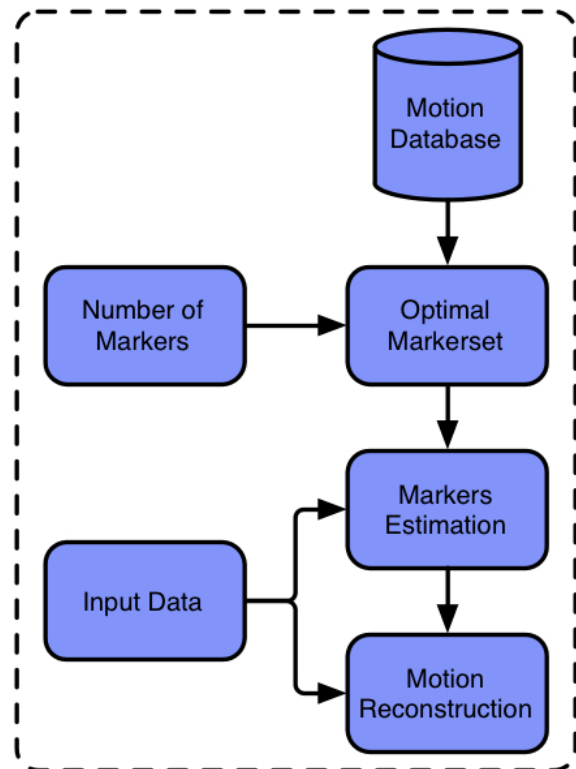 Motion
Database
Number of
Markers
Optimal
Markerset
Markers
Estimation
Input Data
Motion
Reconstruction